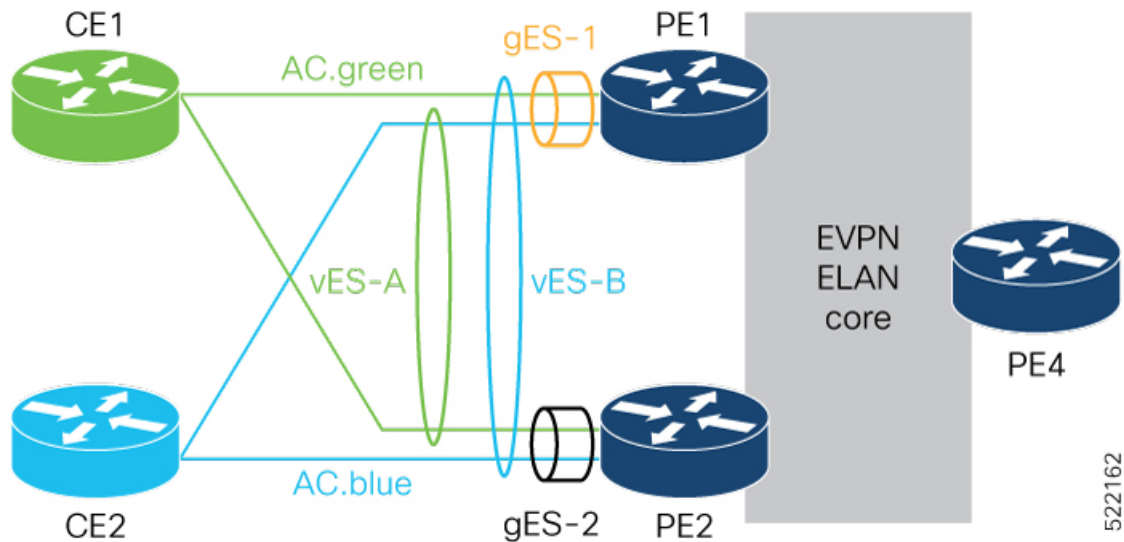 CE1
PE1
gES-1
AC.green
EVPN
ELAN
core
vES-A
vES-B
PE4
AC.blue
CE2
gES-2
PE2
522162